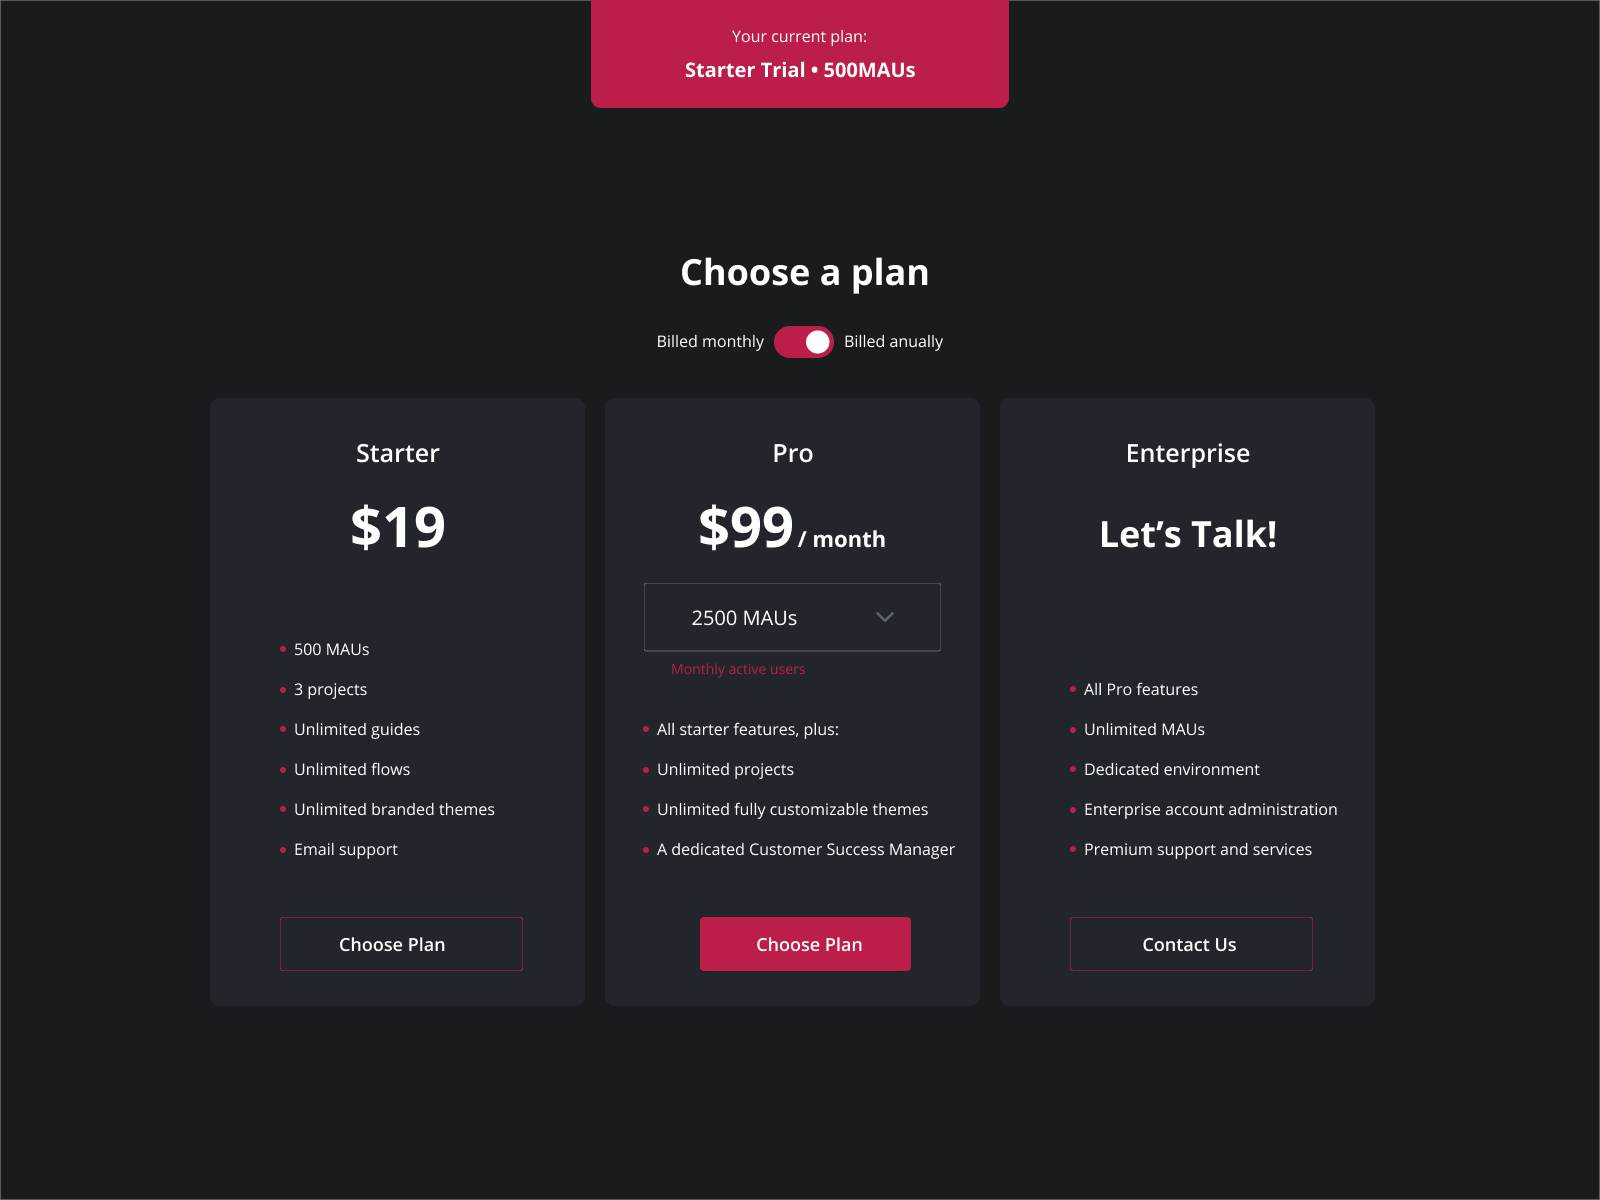 Your current plan:
Starter Trial • 500MAUs
Choose a plan
Billed monthly
Billed anually
Starter
$19
• 500 MAUs
• 3 projects
• Unlimited guides
• Unlimited flows
• Unlimited branded themes
• Email support
Choose Plan
Pro
$99 / month
2500 MAUs
Monthly active users
• All starter features, plus:
• Unlimited projects
• Unlimited fully customizable themes
• A dedicated Customer Success Manager
Choose Plan
Enterprise
Let’s Talk!
• All Pro features
• Unlimited MAUs
• Dedicated environment
• Enterprise account administration
• Premium support and services
Contact Us